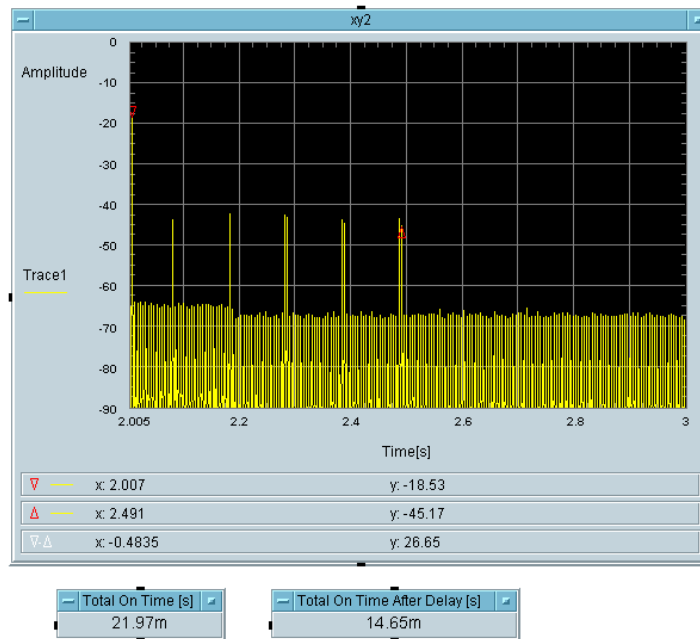 xy2
Amplitude
0
-10
-20
-30
-40
-50
-60
-70
-80
-90
Trace1
2.005 2.2 2.4 2.6 2.8 3
Time[s]
x: 2.007 y: -18.53
x: 2.491 y: -45.17
x: -0.4835 y: 26.65
Total On Time [s] Total On Time After Delay [s]
21.97m 14.65m